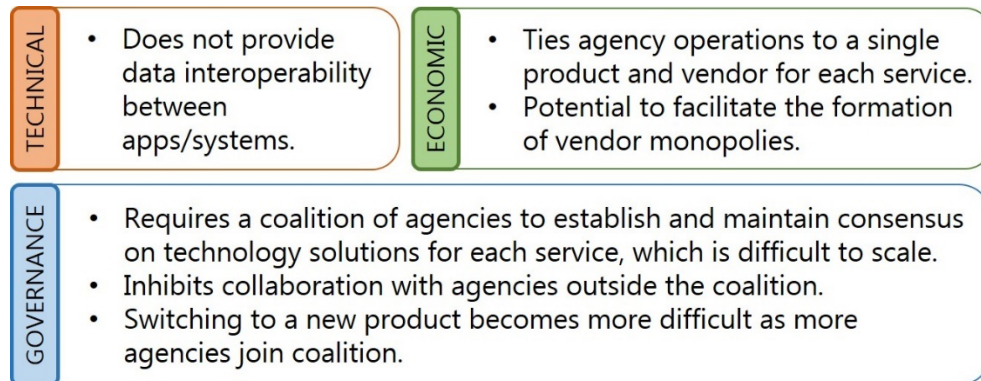 TECHNICAL
• Does not provide
data interoperability
between
apps/systems.
ECONOMIC
• Ties agency operations to a single
product and vendor for each service.
• Potential to facilitate the formation
of vendor monopolies.
GOVERNANCE
• Requires a coalition of agencies to establish and maintain consensus
on technology solutions for each service, which is difficult to scale.
• Inhibits collaboration with agencies outside the coalition.
• Switching to a new product becomes more difficult as more
agencies join coalition.